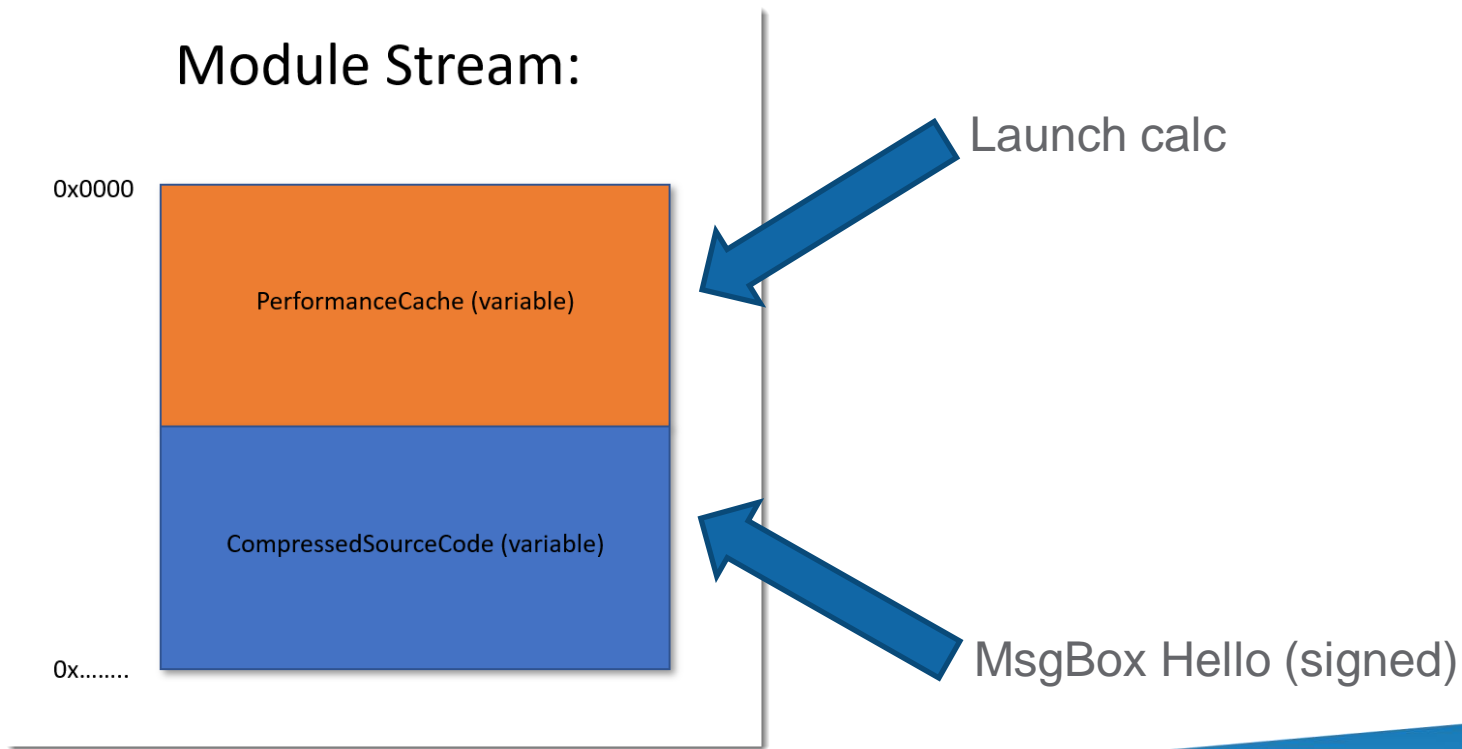 Module Stream:
Launch calc
0x0000
PerformanceCache (variable)
CompressedSourceCode (variable)
MsgBox Hello (signed)
0x........